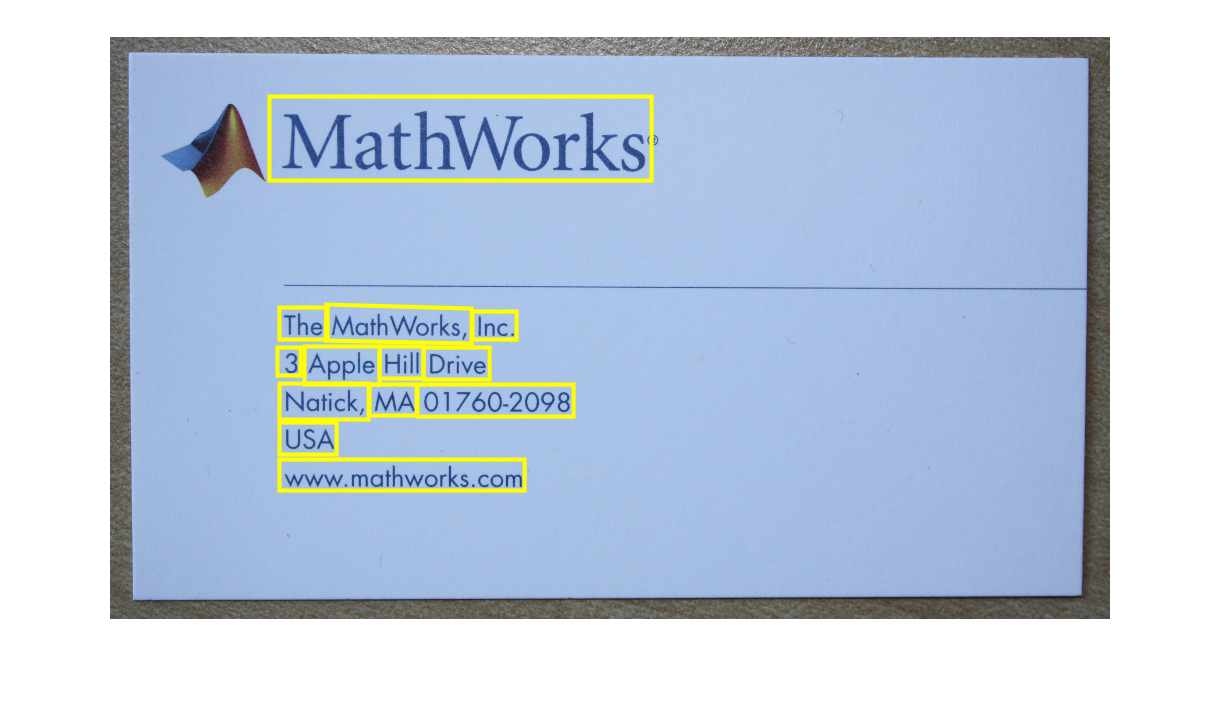 MathWorks®
The MathWorks, Inc.
3 Apple Hill Drive
Natick, MA 01760-2098
USA
www.mathworks.com